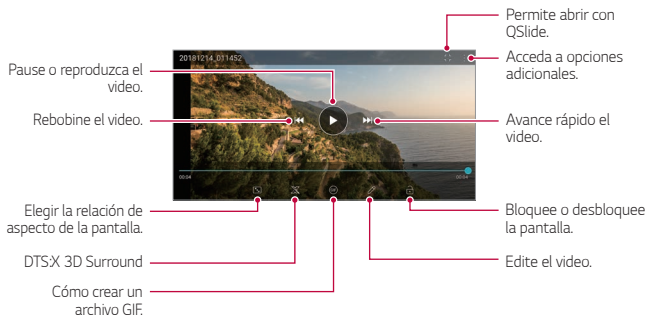 Permite abrir con
QSlide.
20181214_011452
Acceda a opciones
adicionales.
Pause o reproduzca el
video.
Rebobine el video.
Avance rápido el
video.
00:04
00:04
GIF
Elegir la relación de
aspecto de la pantalla.
Bloquee o desbloquee
la pantalla.
DTS:X 3D Surround
Edite el video.
Cómo crear un
archivo GIF.